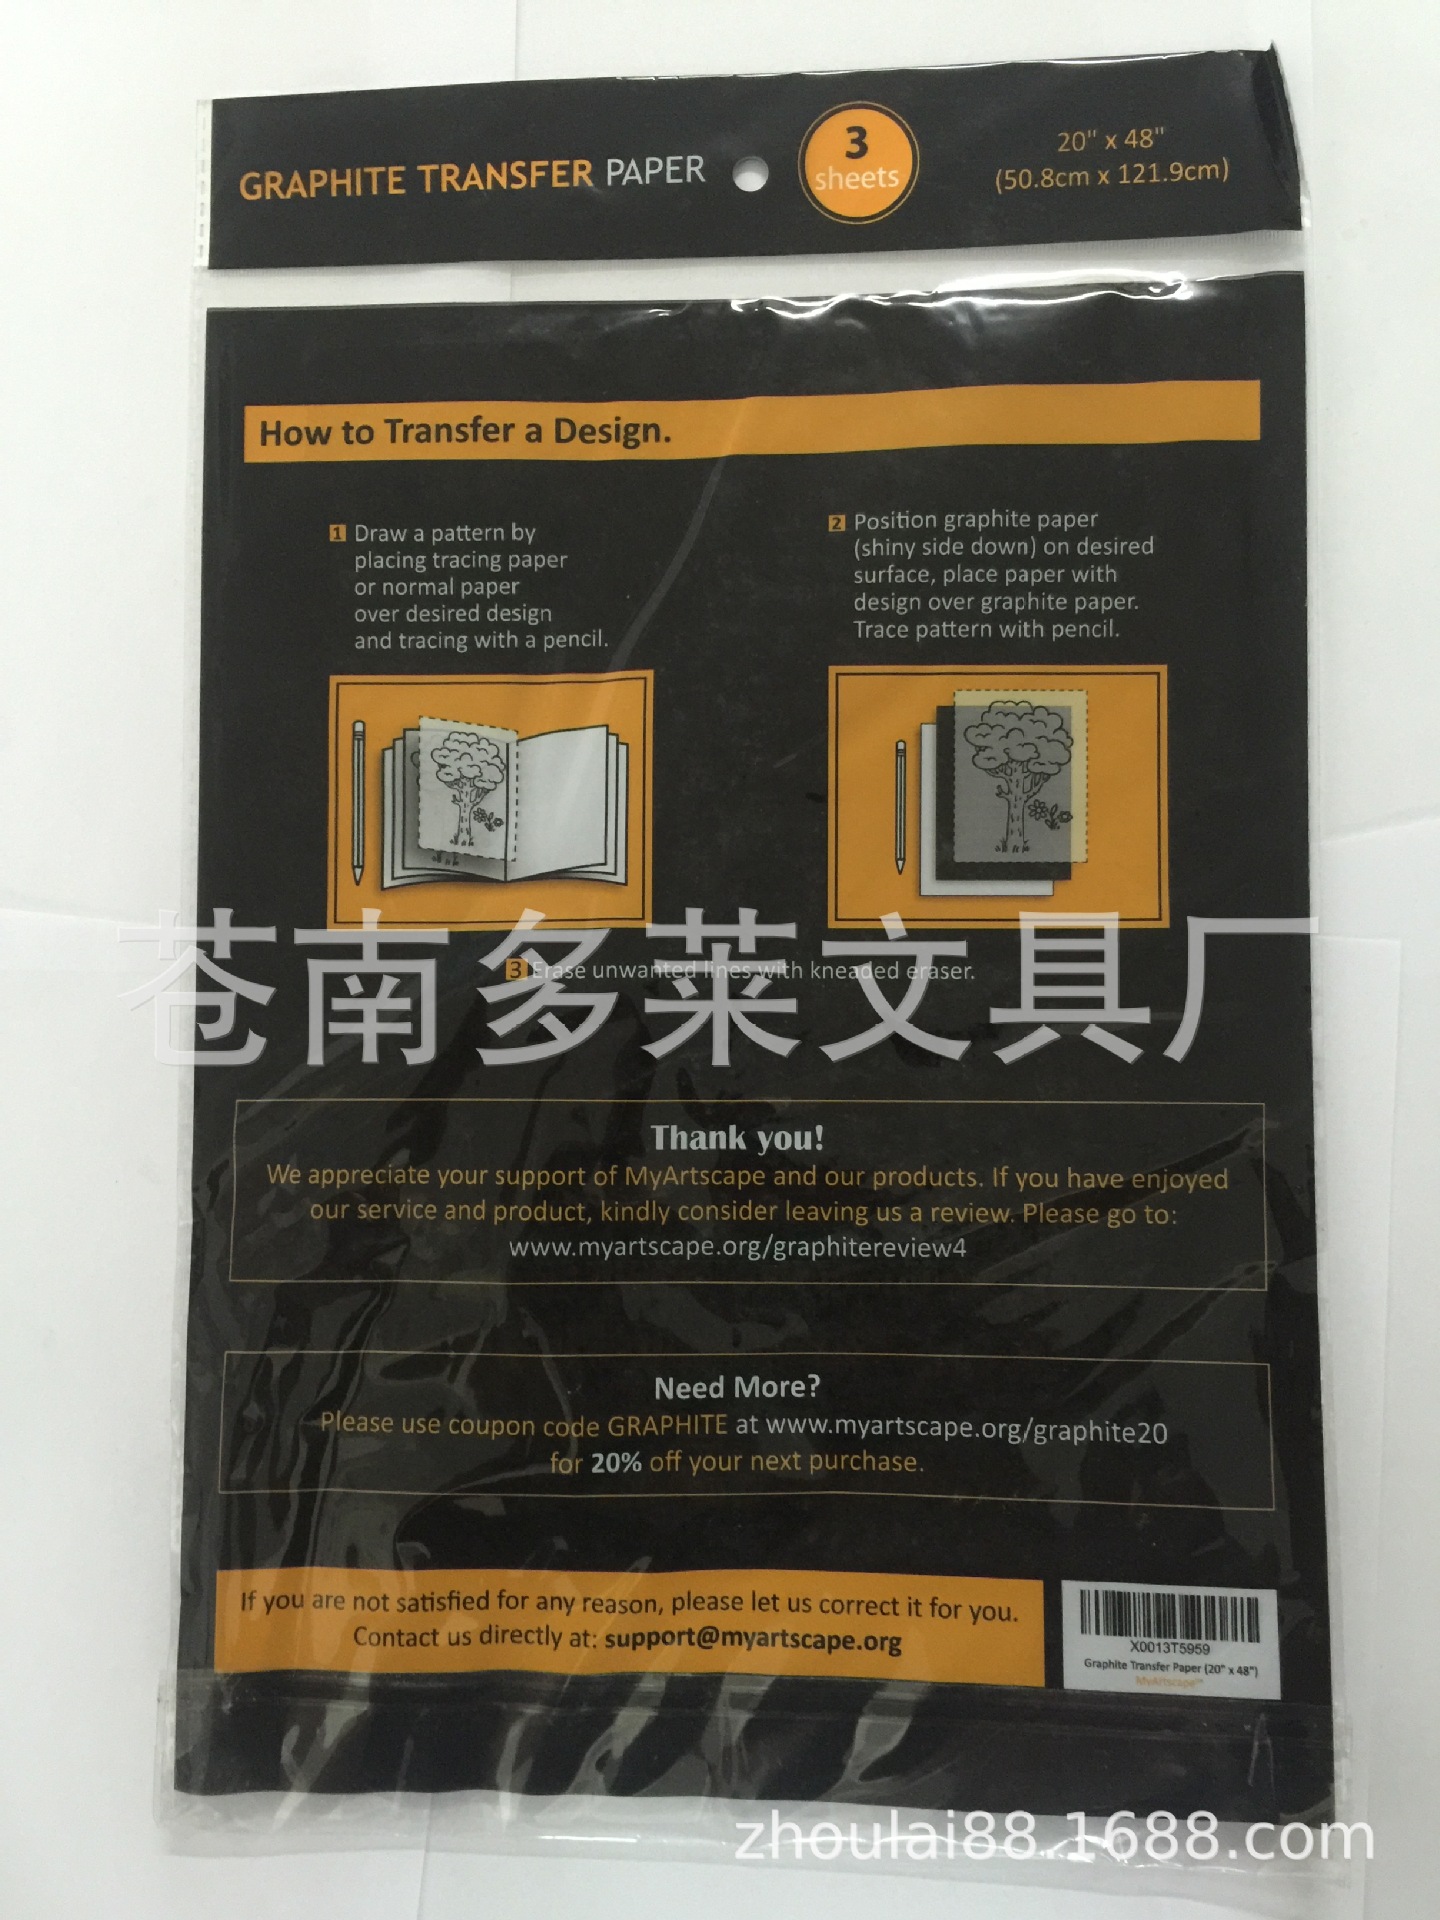 GRAPHITE TRANSFER PAPER
3
sheets
20" x 48"
(50.8cm x 121.9cm)
How to Transfer a Design.
1 Draw a pattern by
placing tracing paper
or normal paper
over desired design
and tracing with a pencil.
2 Position graphite paper
(shiny side down) on desired
surface, place paper with
design over graphite paper.
Trace pattern with pencil.
苍南多莱文具厂
3 Erase unwanted lines with kneaded eraser.
Thank you!
We appreciate your support of MyArtscape and our products. If you have enjoyed
our service and product, kindly consider leaving us a review. Please go to:
www.myartscape.org/graphitereview4
Need More?
Please use coupon code GRAPHITE at www.myartscape.org/graphite20
for 20% off your next purchase.
If you are not satisfied for any reason, please let us correct it for you.
Contact us directly at: support@myartscape.org
X0013T5959
Graphite Transfer Paper (20" x 48")
MyArtscape™
zhoulai88.1688.com